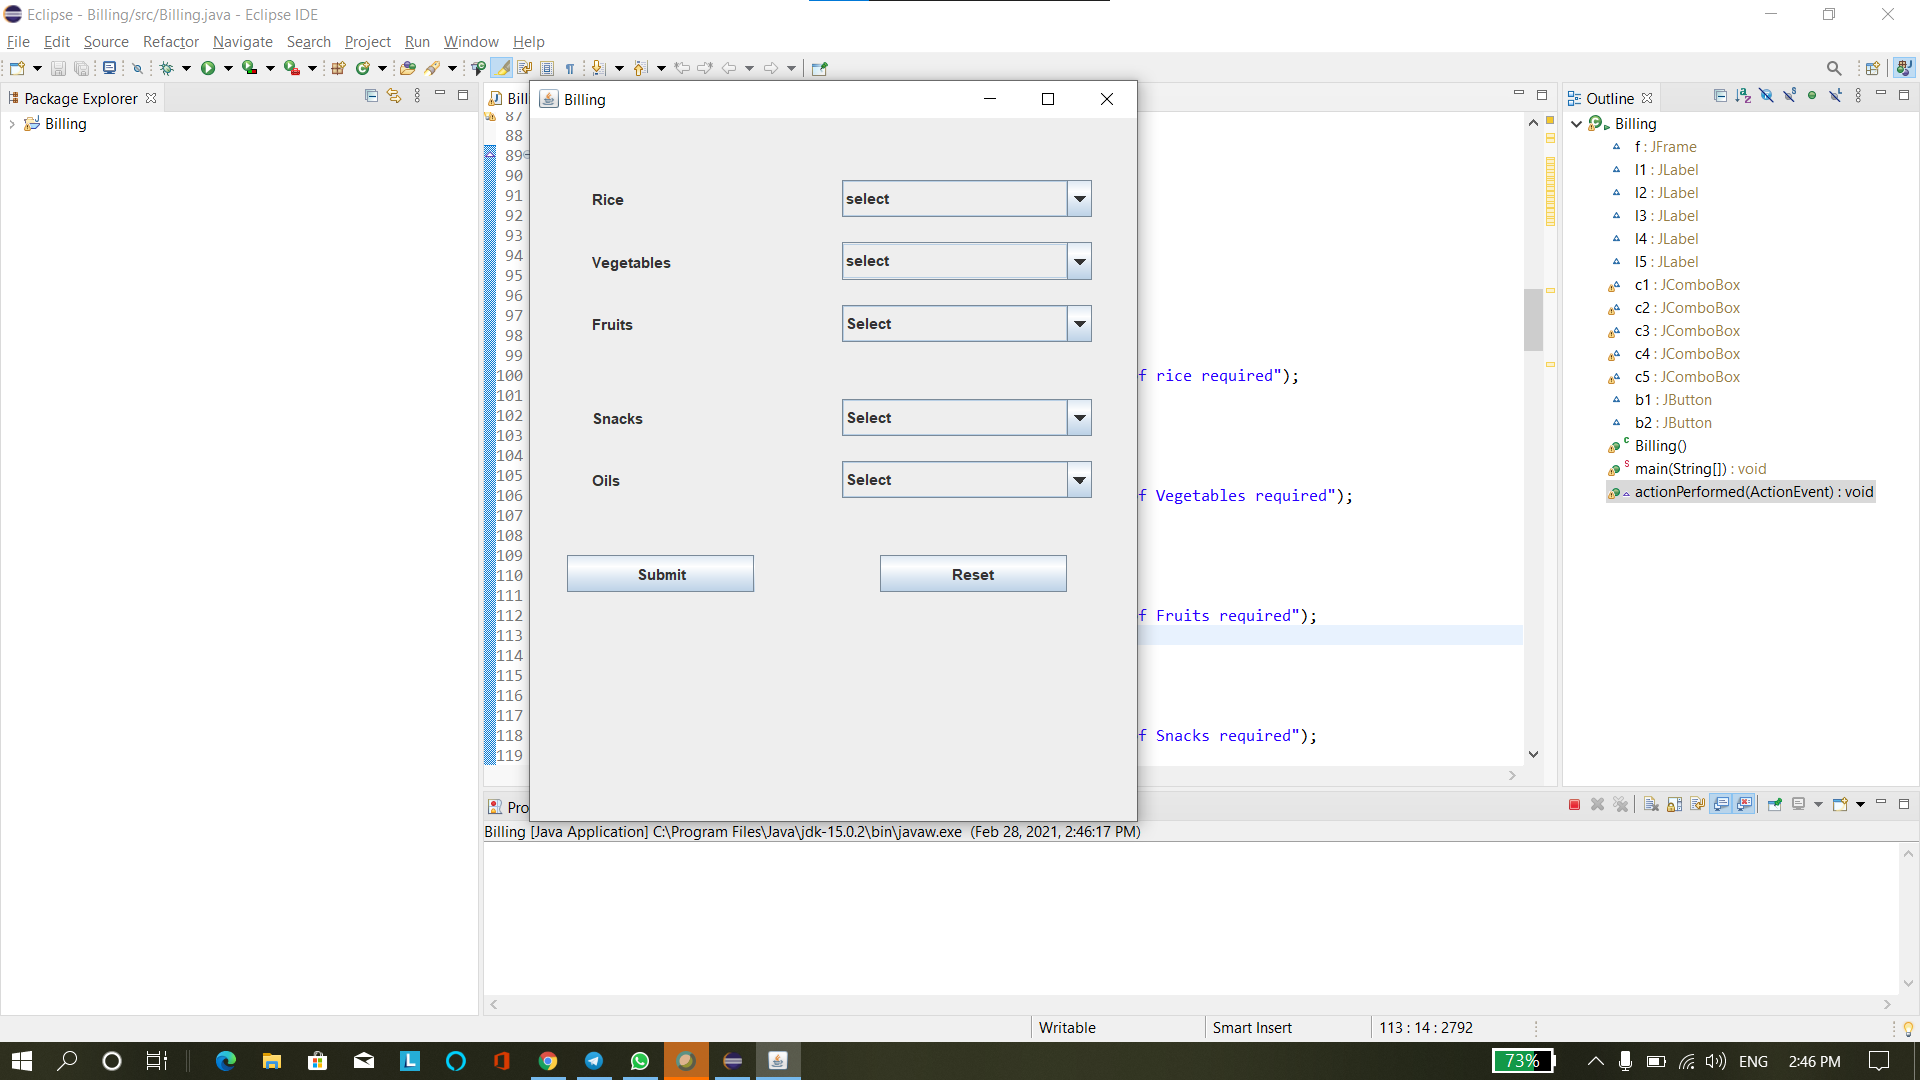 Eclipse - Billing/src/Billing.java - Eclipse IDE
File Edit Source Refactor Navigate Search Project Run Window Help
Package Explorer
Billing
Billing
Rice
select
Vegetables
select
Fruits
Select
Snacks
Select
Oils
Select
Submit
Reset
Bill
87
88
89
90
91
92
93
94
95
96
97
98
99
100 f rice required");
101
102
103
104
105
106 f Vegetables required");
107
108
109
110
111
112 f Fruits required");
113
114
115
116
117
118 f Snacks required");
119
Outline
Billing
f : JFrame
l1 : JLabel
l2 : JLabel
l3 : JLabel
l4 : JLabel
l5 : JLabel
c1 : JComboBox
c2 : JComboBox
c3 : JComboBox
c4 : JComboBox
c5 : JComboBox
b1 : JButton
b2 : JButton
Billing()
main(String[]) : void
actionPerformed(ActionEvent) : void
Pro
Billing [Java Application] C:\Program Files\Java\jdk-15.0.2\bin\javaw.exe (Feb 28, 2021, 2:46:17 PM)
Writable
Smart Insert
113 : 14 : 2792
73%
ENG
2:46 PM